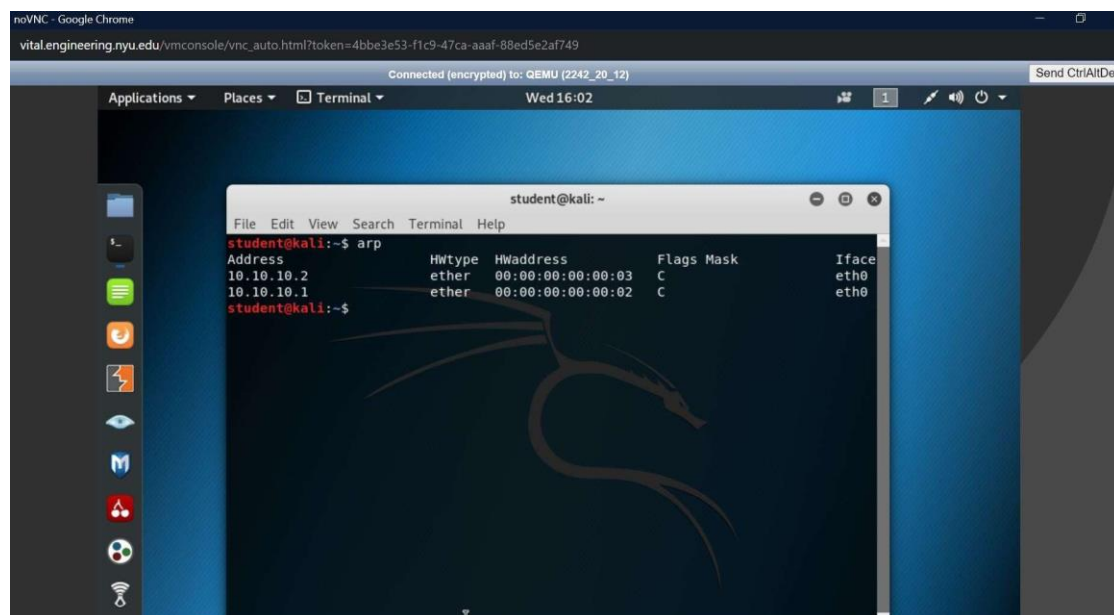 noVNC - Google Chrome
vital.engineering.nyu.edu/vmconsole/vnc_auto.html?token=4bbe3e53-f1c9-47ca-aaaf-88ed5e2af749
Connected (encrypted) to: QEMU (2242_20_12)
Send CtrlAltDe
Applications Places Terminal Wed 16:02 1
student@kali: ~
File Edit View Search Terminal Help
student@kali:~$ arp
Address HWtype HWaddress Flags Mask Iface
10.10.10.2 ether 00:00:00:00:00:03 C eth0
10.10.10.1 ether 00:00:00:00:00:02 C eth0
student@kali:~$